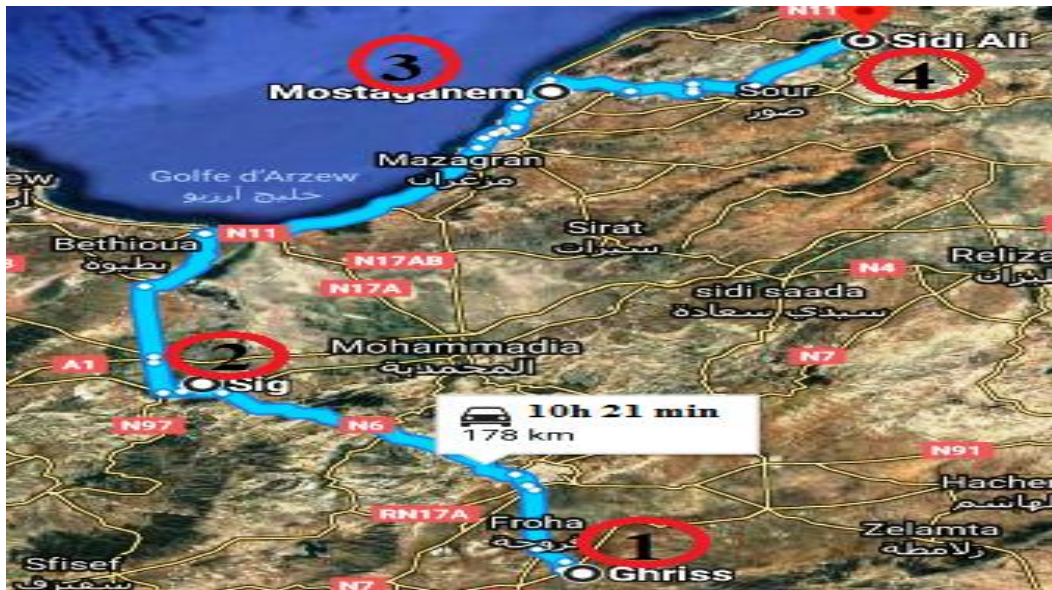 N11
Sidi Ali
3
4
Mostaganem
Sour
صور
Mazagran
مزغران
Golfe d'Arzew
خليج أرزيو
N11
Bethioua
بطيوة
Sirat
سيرات
N17AB
N17A
N4
sidi saada
سيدي سعادة
2
A1
Mohammadia
المحمدية
N7
Sig
N97
N6
10h 21 min
178 km
N91
RN17A
Froha
فروحة
1
Zelamta
زلامطة
Sfisef
سفيزف
N7
Ghriss